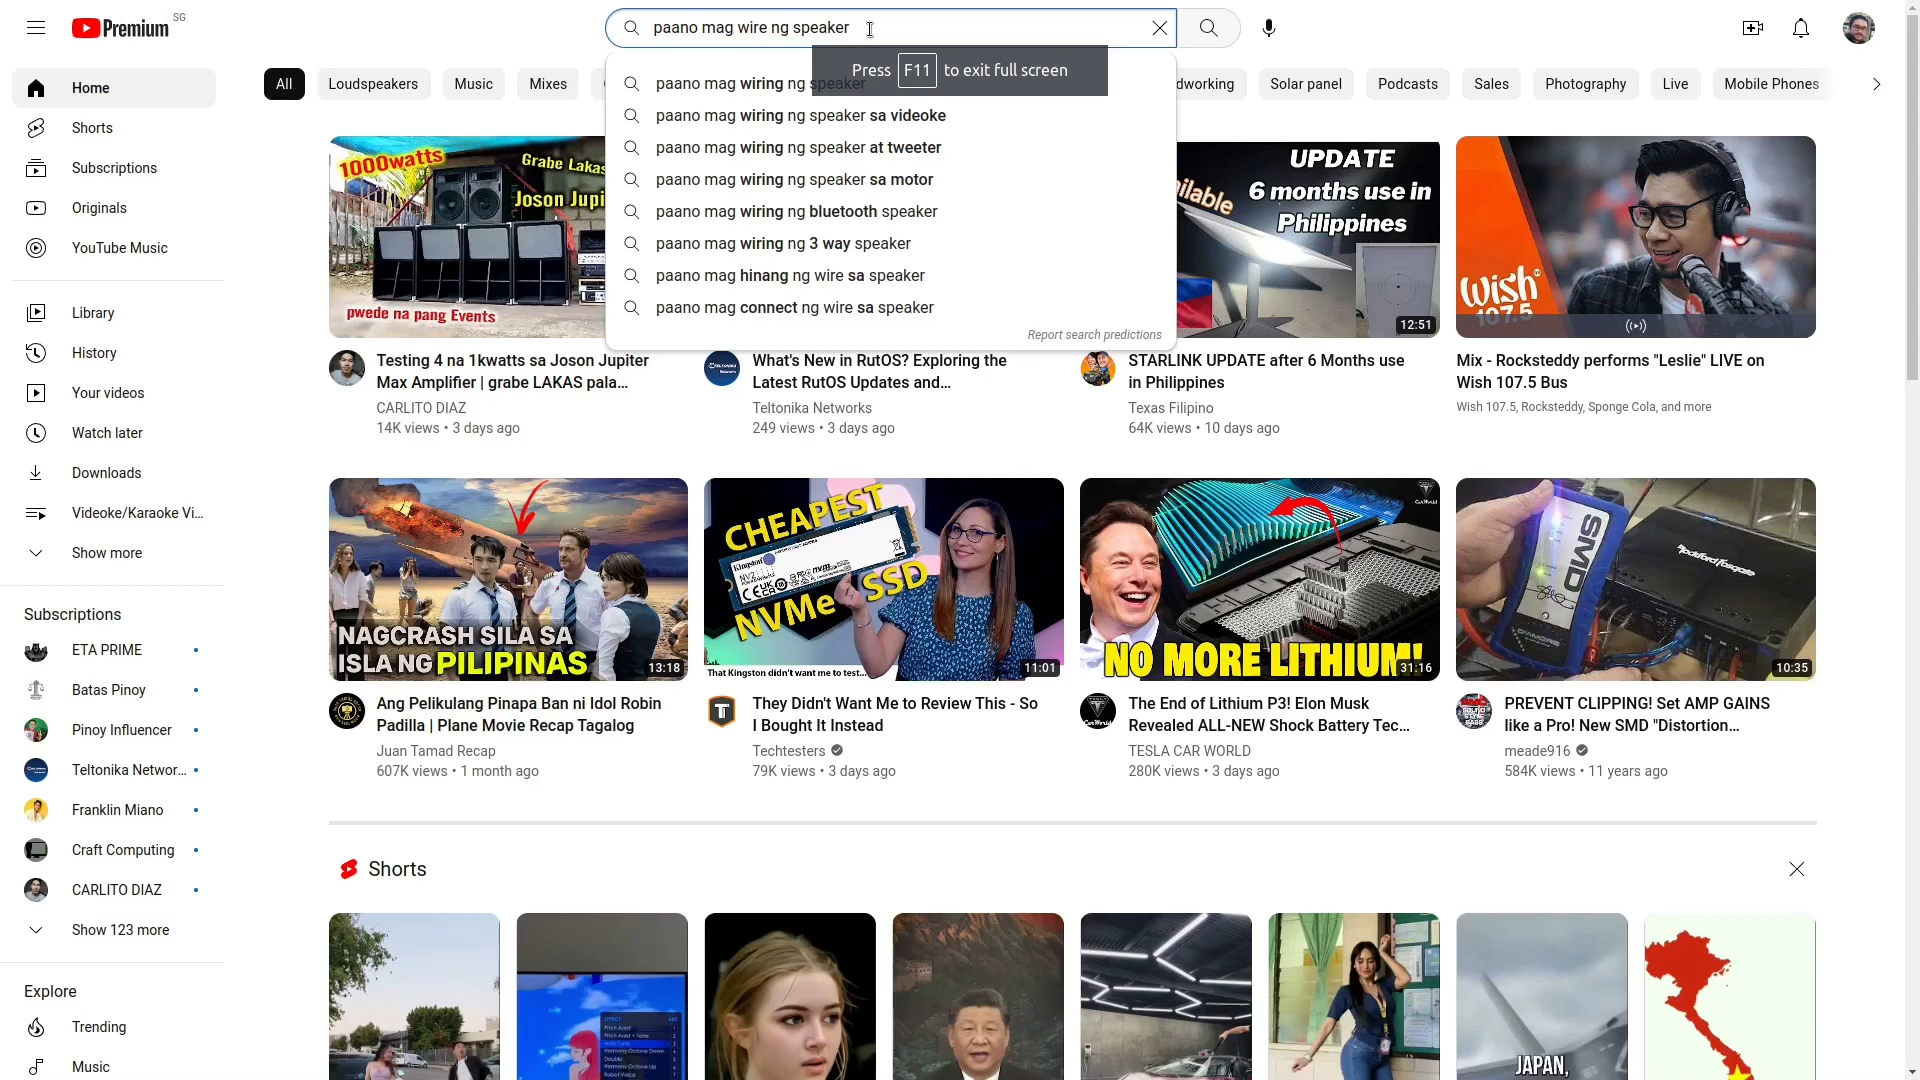 Premium
SG
paano mag wire ng speaker
Press F11 to exit full screen
paano mag wiring ng speaker
paano mag wiring ng speaker sa videoke
paano mag wiring ng speaker at tweeter
paano mag wiring ng speaker sa motor
paano mag wiring ng bluetooth speaker
paano mag wiring ng 3 way speaker
paano mag hinang ng wire sa speaker
paano mag connect ng wire sa speaker
Report search predictions
Home
Shorts
Subscriptions
Originals
YouTube Music
Library
History
Your videos
Watch later
Downloads
Videoke/Karaoke Vi...
Show more
Subscriptions
ETA PRIME
Batas Pinoy
Pinoy Influencer
Teltonika Networ...
Franklin Miano
Craft Computing
CARLITO DIAZ
Show 123 more
Explore
Trending
Music
All
Loudspeakers
Music
Mixes
dworking
Solar panel
Podcasts
Sales
Photography
Live
Mobile Phones
1000watts
Grabe Lakas
Joson Jupi
pwede na pang Events
Testing 4 na 1kwatts sa Joson Jupiter
Max Amplifier | grabe LAKAS pala...
CARLITO DIAZ
14K views • 3 days ago
What's New in RutOS? Exploring the
Latest RutOS Updates and...
Teltonika Networks
249 views • 3 days ago
ilable
UPDATE
6 months use in
Philippines
12:51
STARLINK UPDATE after 6 Months use
in Philippines
Texas Filipino
64K views • 10 days ago
wish
107.5
Mix - Rocksteddy performs "Leslie" LIVE on
Wish 107.5 Bus
Wish 107.5, Rocksteddy, Sponge Cola, and more
NAGCRASH SILA SA
ISLA NG PILIPINAS
13:18
Ang Pelikulang Pinapa Ban ni Idol Robin
Padilla | Plane Movie Recap Tagalog
Juan Tamad Recap
607K views • 1 month ago
CHEAPEST
Kingston
NVMe SSD
That Kingston didn't want me to test...
11:01
They Didn't Want Me to Review This - So
I Bought It Instead
Techtesters
79K views • 3 days ago
CarWorld
NO MORE LITHIUM!
31:16
The End of Lithium P3! Elon Musk
Revealed ALL-NEW Shock Battery Tec...
TESLA CAR WORLD
280K views • 3 days ago
SMD
D'AMORE
Rockford Fosgate
10:35
PREVENT CLIPPING! Set AMP GAINS
like a Pro! New SMD "Distortion...
meade916
584K views • 11 years ago
Shorts
JAPAN,